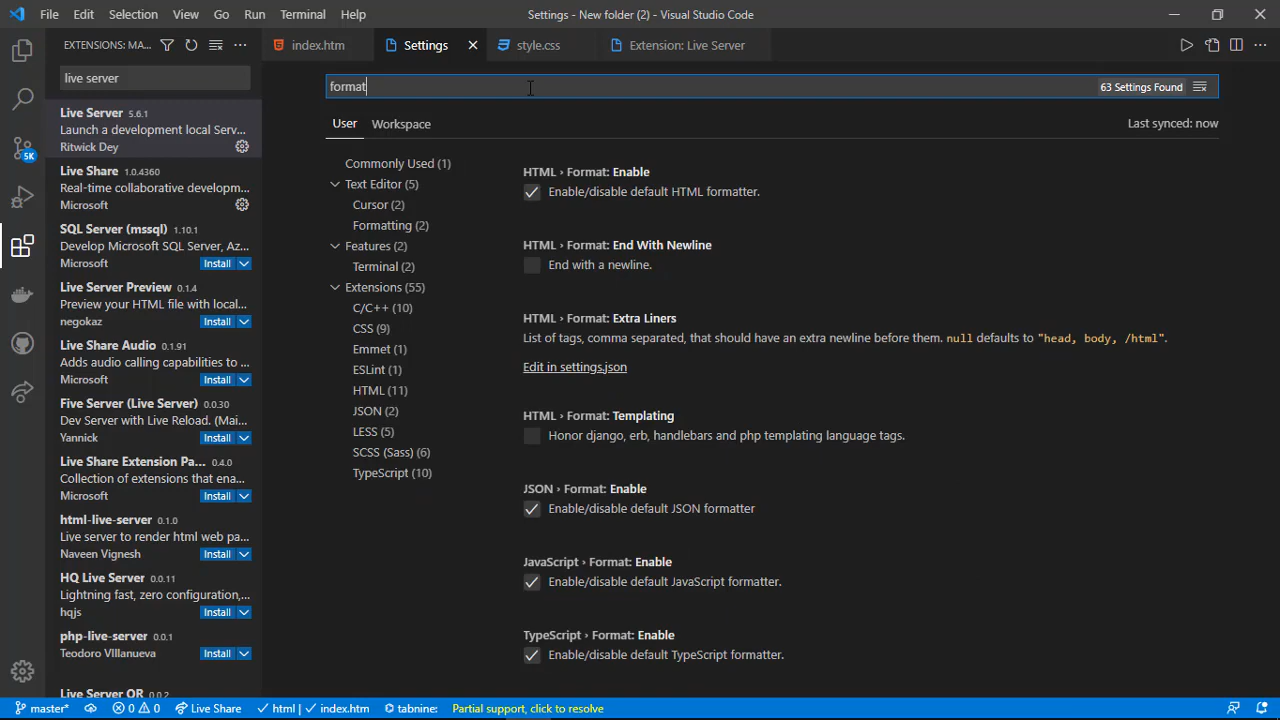 File Edit Selection View Go Run Terminal Help Settings - New folder (2) - Visual Studio Code
EXTENSIONS: MA...
index.htm Settings style.css Extension: Live Server
live server
format 63 Settings Found
User Workspace Last synced: now
5K
Live Server 5.6.1
Launch a development local Serv...
Ritwick Dey
Live Share 1.0.4360
Real-time collaborative developm...
Microsoft
SQL Server (mssql) 1.10.1
Develop Microsoft SQL Server, Az...
Microsoft Install
Live Server Preview 0.1.4
Preview your HTML file with local...
negokaz Install
Live Share Audio 0.1.91
Adds audio calling capabilities to ...
Microsoft Install
Five Server (Live Server) 0.0.30
Dev Server with Live Reload. (Mai...
Yannick Install
Live Share Extension Pa... 0.4.0
Collection of extensions that ena...
Microsoft Install
html-live-server 0.1.0
Live server to render html web pa...
Naveen Vignesh Install
HQ Live Server 0.0.11
Lightning fast, zero configuration,...
hqjs Install
php-live-server 0.0.1
Teodoro VIllanueva Install
Live Server OR 0.0.2
Commonly Used (1)
Text Editor (5)
Cursor (2)
Formatting (2)
Features (2)
Terminal (2)
Extensions (55)
C/C++ (10)
CSS (9)
Emmet (1)
ESLint (1)
HTML (11)
JSON (2)
LESS (5)
SCSS (Sass) (6)
TypeScript (10)
HTML › Format: Enable
Enable/disable default HTML formatter.
HTML › Format: End With Newline
End with a newline.
HTML › Format: Extra Liners
List of tags, comma separated, that should have an extra newline before them. null defaults to "head, body, /html".
Edit in settings.json
HTML › Format: Templating
Honor django, erb, handlebars and php templating language tags.
JSON › Format: Enable
Enable/disable default JSON formatter
JavaScript › Format: Enable
Enable/disable default JavaScript formatter.
TypeScript › Format: Enable
Enable/disable default TypeScript formatter.
master* 0 0 Live Share html | index.htm tabnine: Partial support, click to resolve